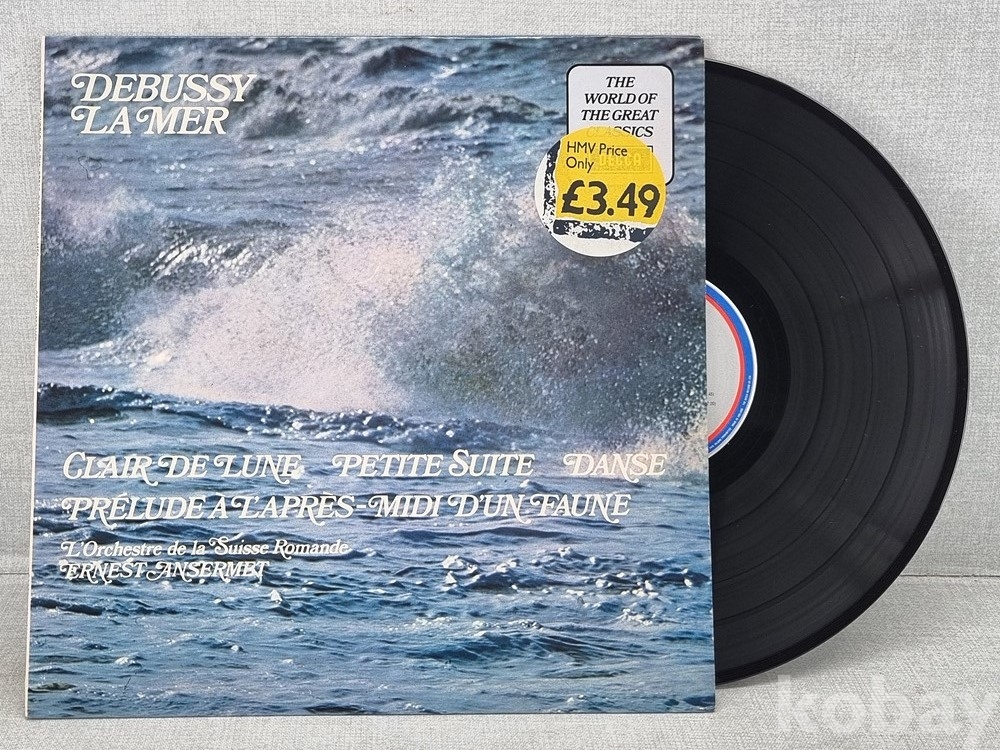 DEBUSSY
LA MER
THE
WORLD OF
THE GREAT
CLASSICS
DECCA
HMV Price
Only
£3.49
CLAIR DE LUNE PETITE SUITE DANSE
PRÉLUDE A L'APRÈS-MIDI D'UN FAUNE
L'Orchestre de la Suisse Romande
ERNEST ANSERMET
kobay